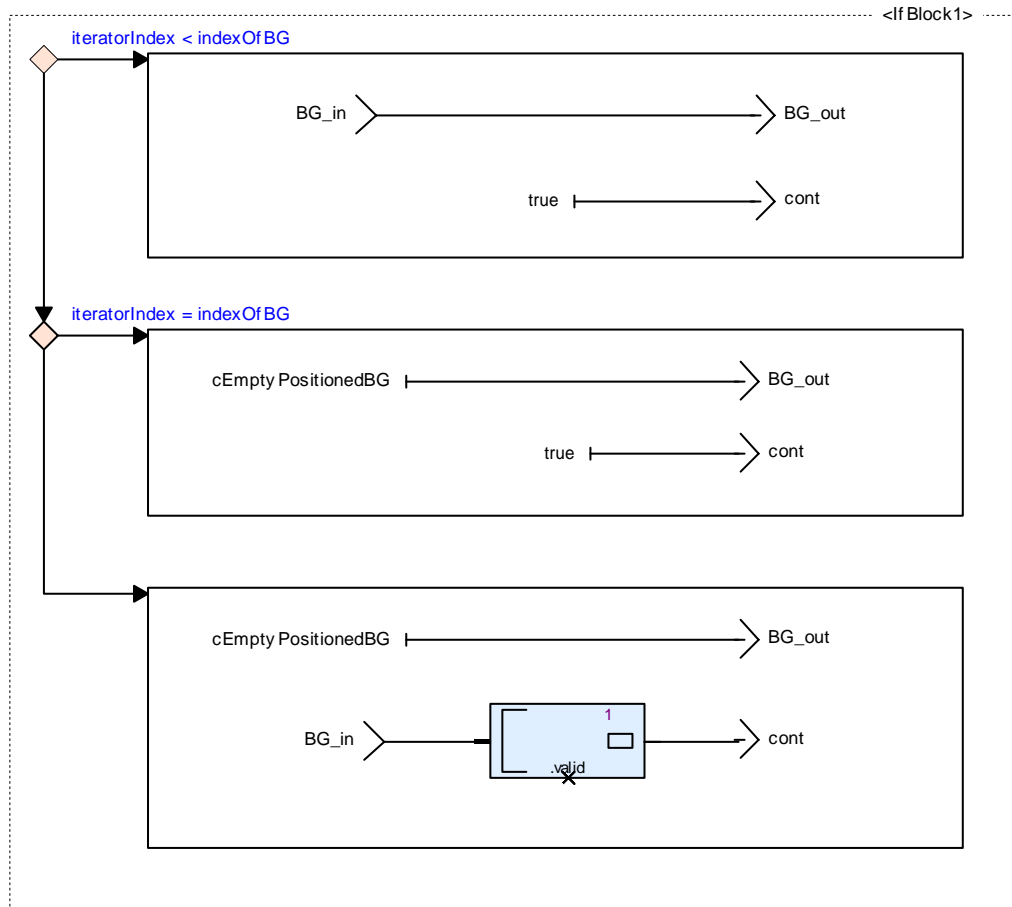 <If Block1>
iteratorIndex < indexOfBG
BG_in
BG_out
true
cont
iteratorIndex = indexOfBG
cEmptyPositionedBG
BG_out
true
cont
cEmptyPositionedBG
BG_out
1
BG_in
cont
.valid